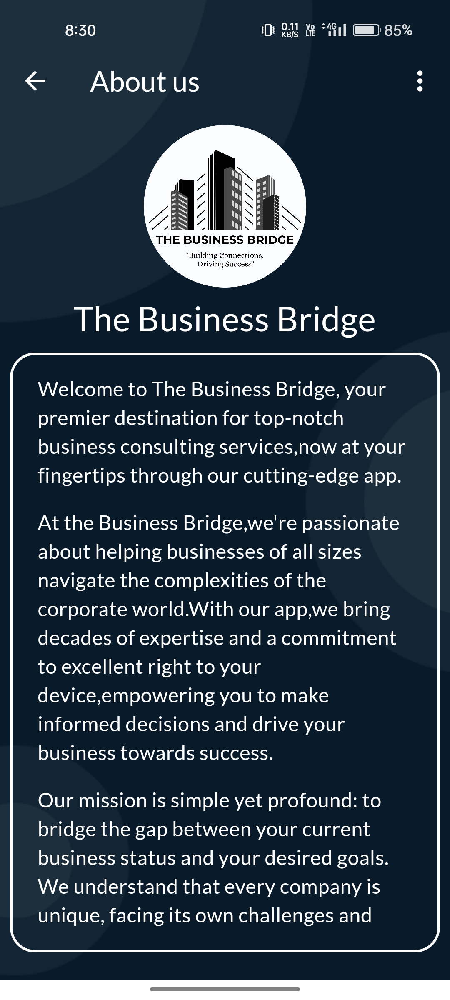 8:30
0.11
KB/S
Vo
LTE
4G
85%
About us
THE BUSINESS BRIDGE
"Building Connections,
Driving Success"
The Business Bridge
Welcome to The Business Bridge, your
premier destination for top-notch
business consulting services,now at your
fingertips through our cutting-edge app.
At the Business Bridge,we're passionate
about helping businesses of all sizes
navigate the complexities of the
corporate world.With our app,we bring
decades of expertise and a commitment
to excellent right to your
device,empowering you to make
informed decisions and drive your
business towards success.
Our mission is simple yet profound: to
bridge the gap between your current
business status and your desired goals.
We understand that every company is
unique, facing its own challenges and